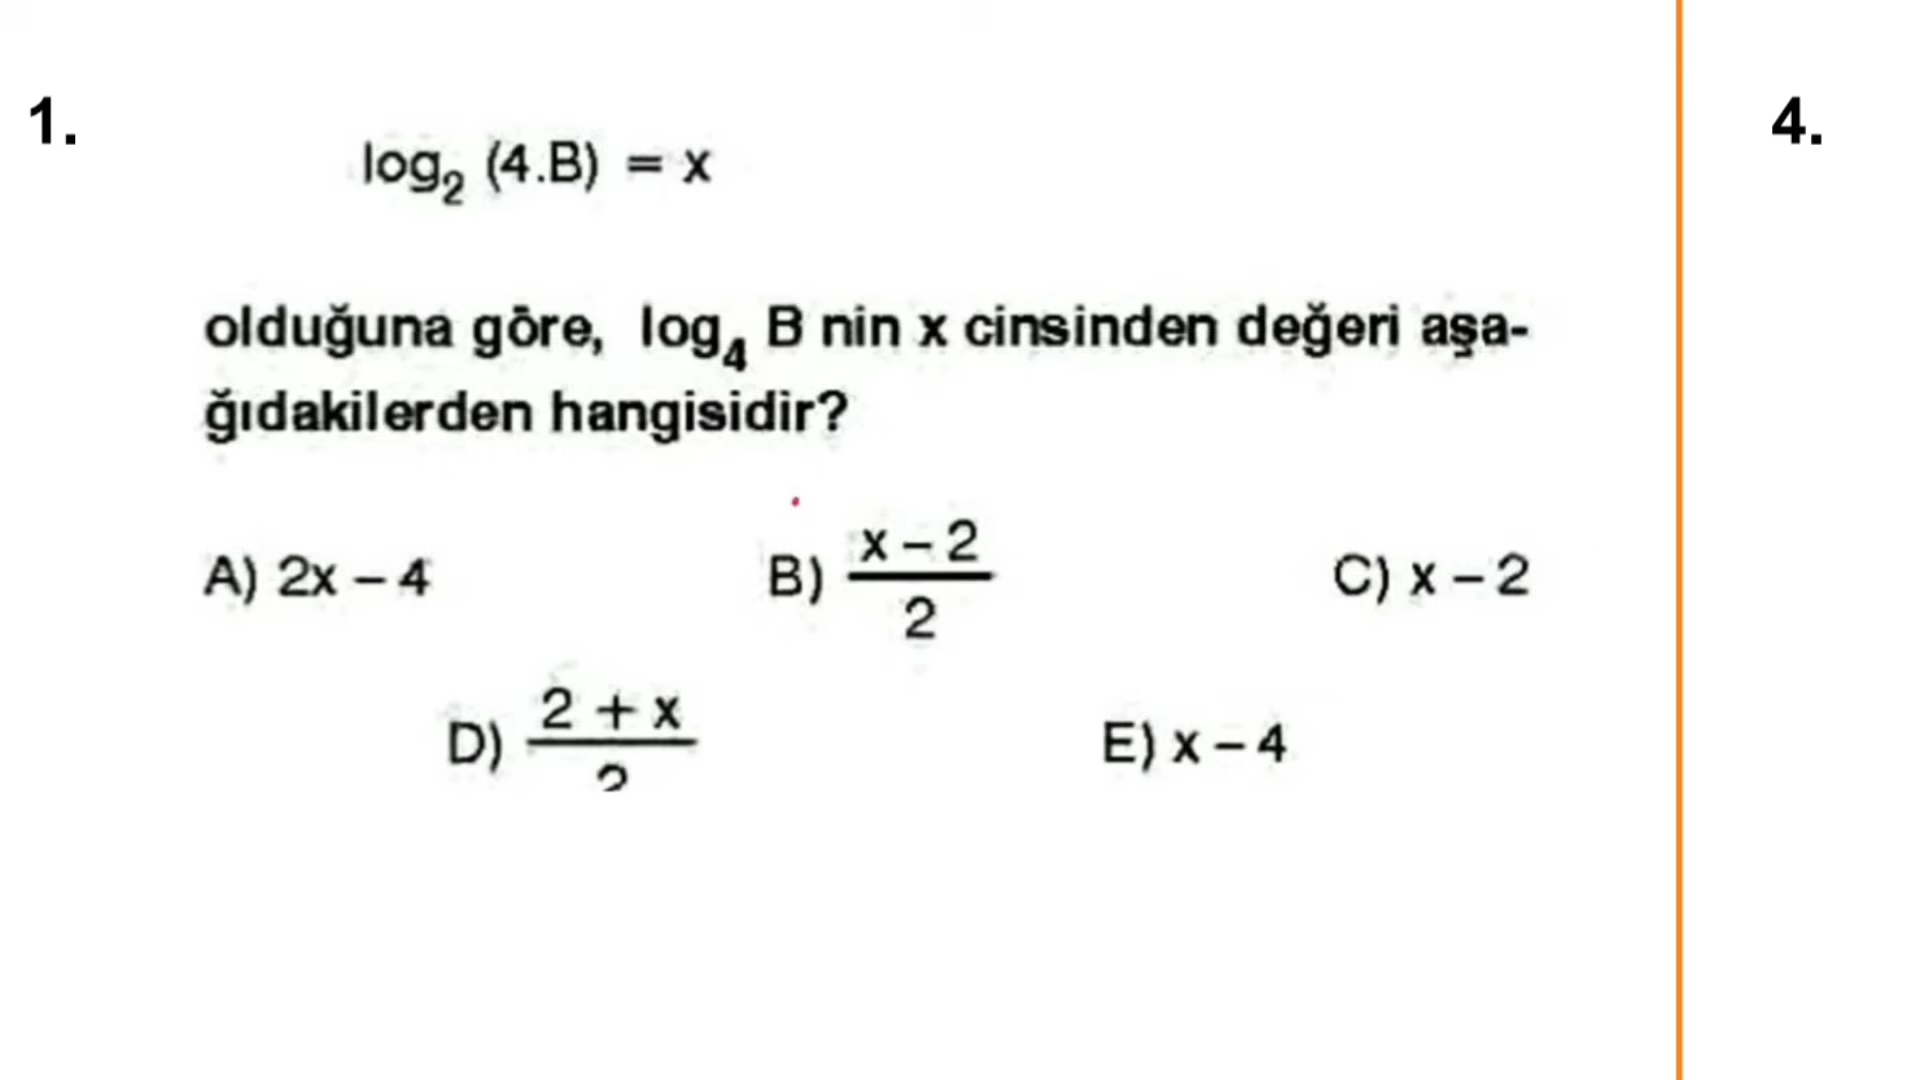 1.
log₂ (4.B) = x
olduğuna göre, log₄ B nin x cinsinden değeri aşa-
ğıdakilerden hangisidir?
A) 2x – 4 B) x – 2 / 2 C) x – 2
D) 2 + x / 2 E) x – 4
4.